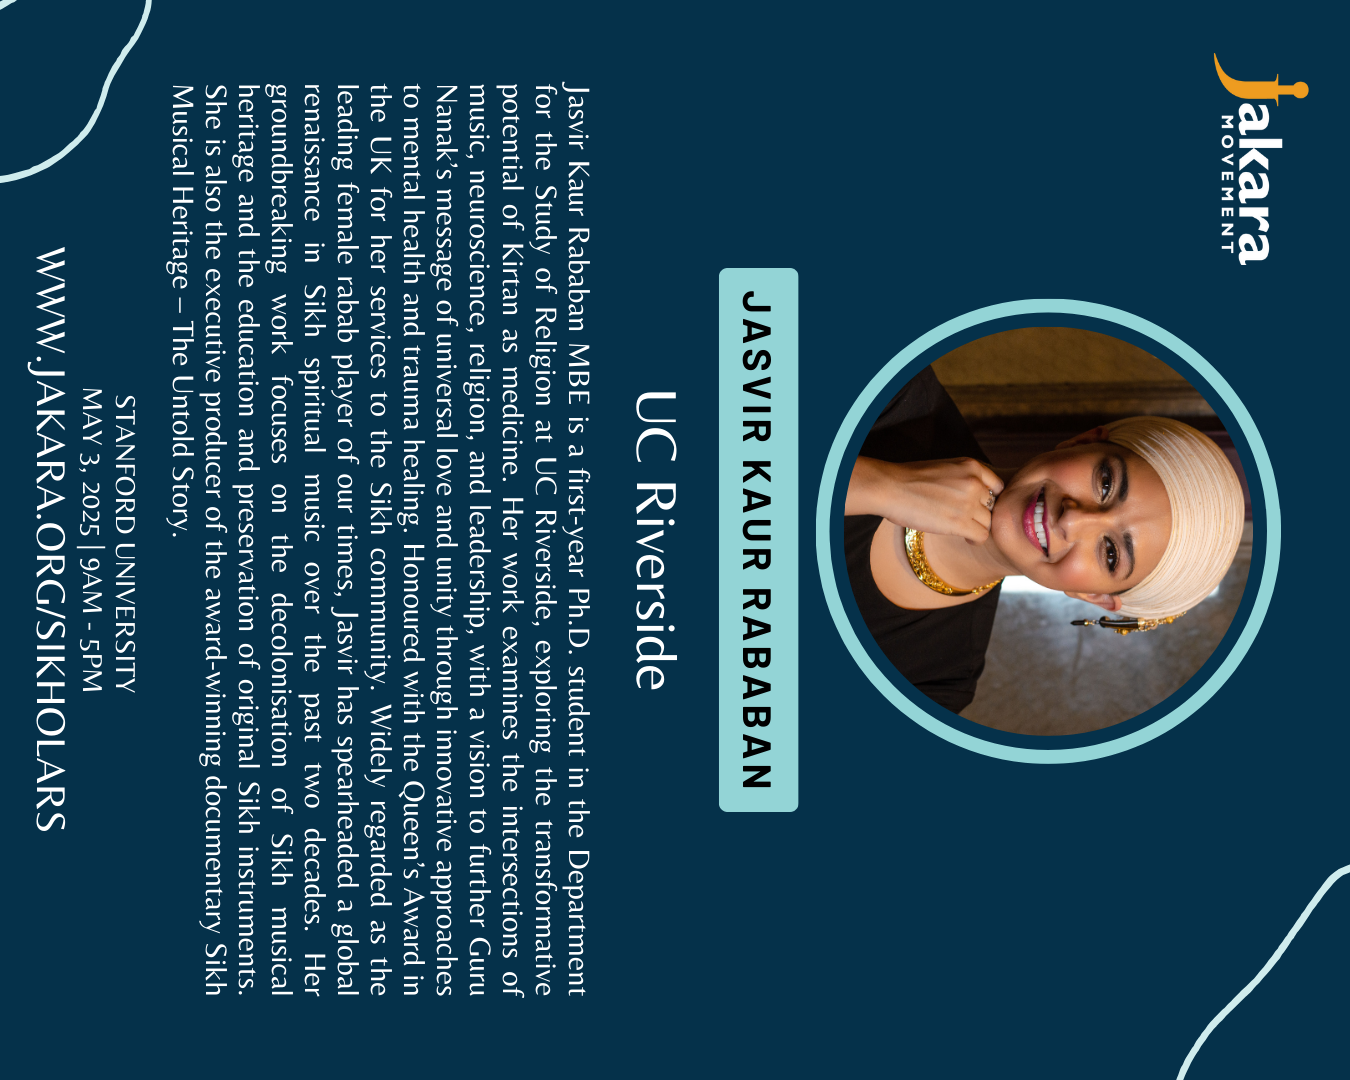 Jakara
MOVEMENT
JASVIR KAUR RABABAN
UC Riverside
Jasvir Kaur Rababan MBE is a first-year Ph.D. student in the Department
for the Study of Religion at UC Riverside, exploring the transformative
potential of Kirtan as medicine. Her work examines the intersections of
music, neuroscience, religion, and leadership, with a vision to further Guru
Nanak’s message of universal love and unity through innovative approaches
to mental health and trauma healing. Honoured with the Queen’s Award in
the UK for her services to the Sikh community. Widely regarded as the
leading female rabab player of our times, Jasvir has spearheaded a global
renaissance in Sikh spiritual music over the past two decades. Her
groundbreaking work focuses on the decolonisation of Sikh musical
heritage and the education and preservation of original Sikh instruments.
She is also the executive producer of the award-winning documentary Sikh
Musical Heritage – The Untold Story.
STANFORD UNIVERSITY
MAY 3, 2025 | 9AM - 5PM
WWW.JAKARA.ORG/SIKHOLARS